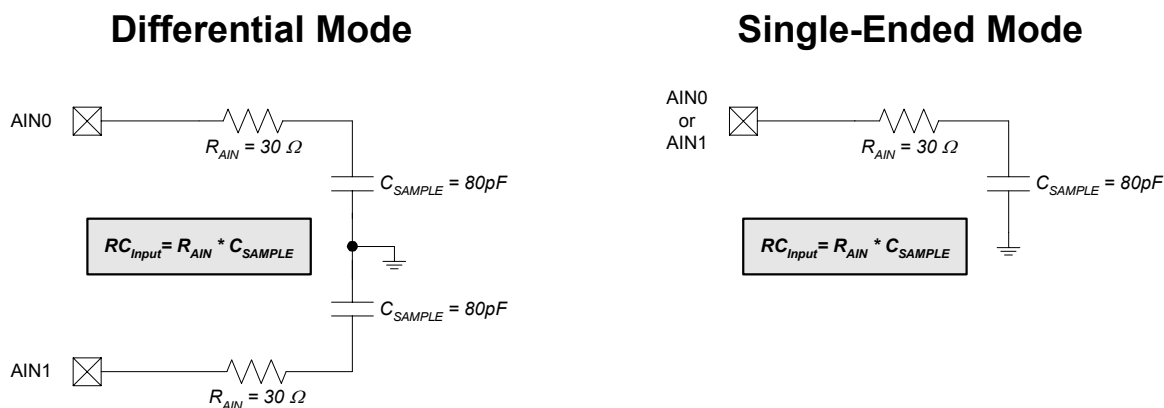 Differential Mode
AIN0
R_AIN = 30 Ω
C_SAMPLE = 80pF
RC_Input= R_AIN * C_SAMPLE
C_SAMPLE = 80pF
AIN1
R_AIN = 30 Ω
Single-Ended Mode
AIN0
or
AIN1
R_AIN = 30 Ω
C_SAMPLE = 80pF
RC_Input= R_AIN * C_SAMPLE